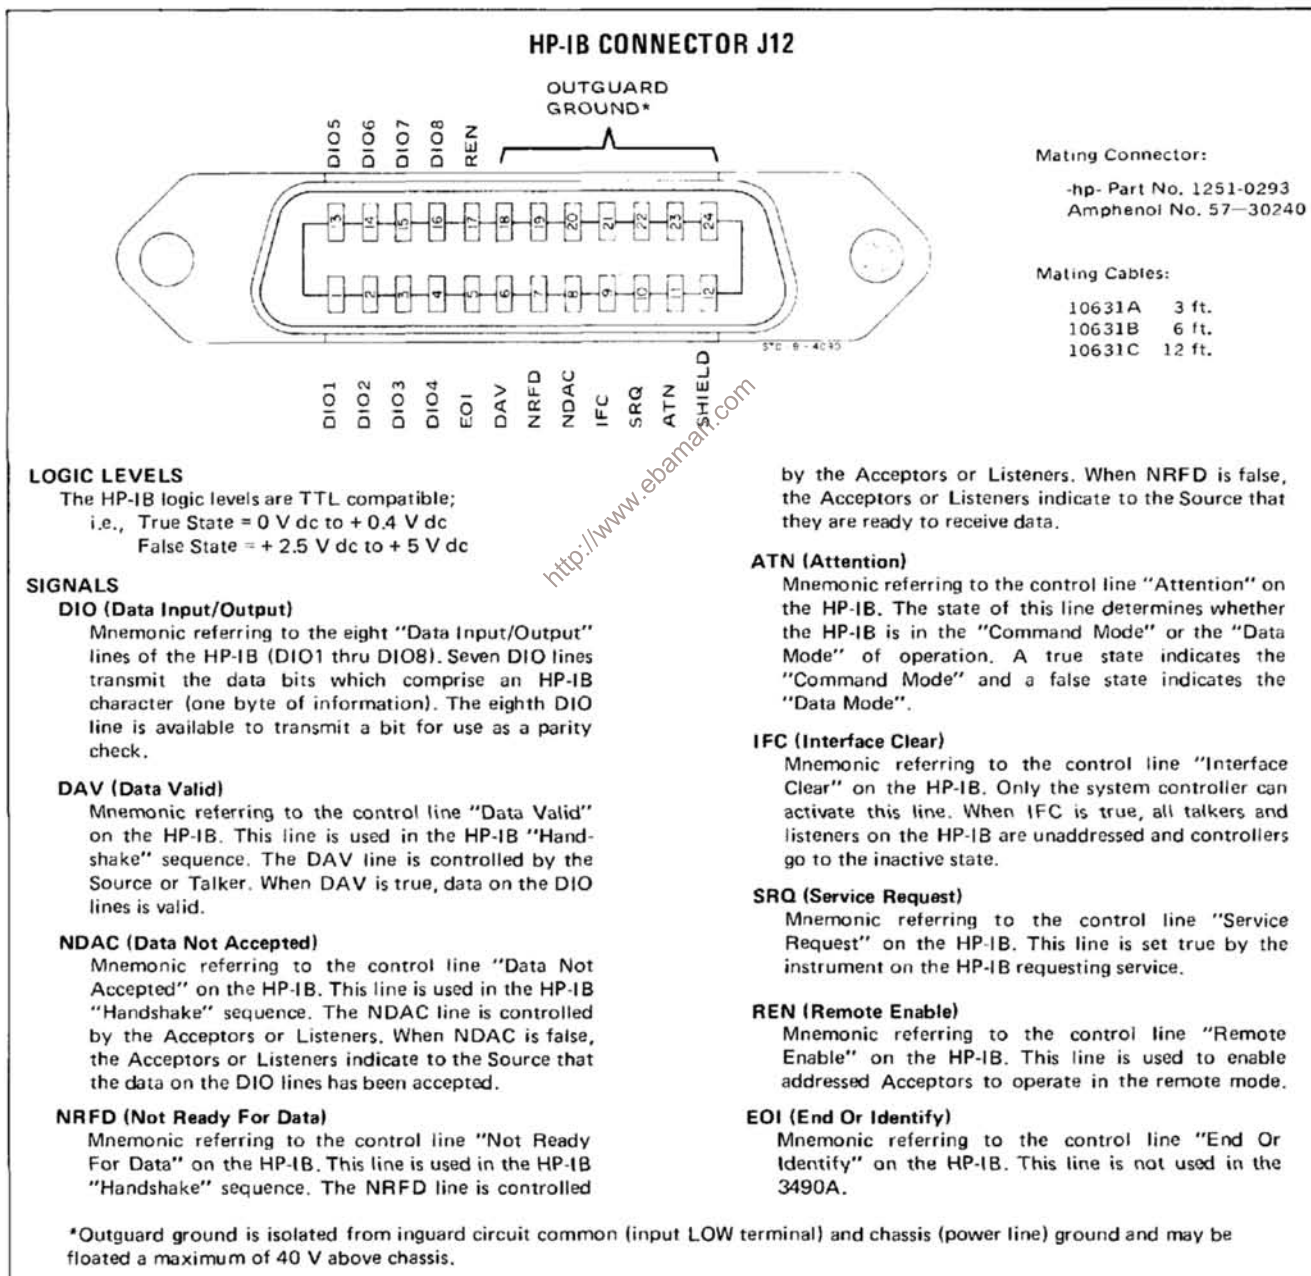 HP-IB CONNECTOR J12
OUTGUARD
GROUND*
DIO5
DIO6
DIO7
DIO8
REN
13
14
15
16
17
18
19
20
21
22
23
24
1
2
3
4
5
6
7
8
9
10
11
12
DIO1
DIO2
DIO3
DIO4
EOI
DAV
NRFD
NDAC
IFC
SRQ
ATN
SHIELD
Mating Connector:
-hp- Part No. 1251-0293
Amphenol No. 57—30240
Mating Cables:
10631A 3 ft.
10631B 6 ft.
10631C 12 ft.
http://www.ebaman.com
LOGIC LEVELS
The HP-IB logic levels are TTL compatible;
i.e., True State = 0 V dc to + 0.4 V dc
False State = + 2.5 V dc to + 5 V dc
SIGNALS
DIO (Data Input/Output)
Mnemonic referring to the eight "Data Input/Output"
lines of the HP-IB (DIO1 thru DIO8). Seven DIO lines
transmit the data bits which comprise an HP-IB
character (one byte of information). The eighth DIO
line is available to transmit a bit for use as a parity
check.
DAV (Data Valid)
Mnemonic referring to the control line "Data Valid"
on the HP-IB. This line is used in the HP-IB "Hand-
shake" sequence. The DAV line is controlled by the
Source or Talker. When DAV is true, data on the DIO
lines is valid.
NDAC (Data Not Accepted)
Mnemonic referring to the control line "Data Not
Accepted" on the HP-IB. This line is used in the HP-IB
"Handshake" sequence. The NDAC line is controlled
by the Acceptors or Listeners. When NDAC is false,
the Acceptors or Listeners indicate to the Source that
the data on the DIO lines has been accepted.
NRFD (Not Ready For Data)
Mnemonic referring to the control line "Not Ready
For Data" on the HP-IB. This line is used in the HP-IB
"Handshake" sequence. The NRFD line is controlled
by the Acceptors or Listeners. When NRFD is false,
the Acceptors or Listeners indicate to the Source that
they are ready to receive data.
ATN (Attention)
Mnemonic referring to the control line "Attention" on
the HP-IB. The state of this line determines whether
the HP-IB is in the "Command Mode" or the "Data
Mode" of operation. A true state indicates the
"Command Mode" and a false state indicates the
"Data Mode".
IFC (Interface Clear)
Mnemonic referring to the control line "Interface
Clear" on the HP-IB. Only the system controller can
activate this line. When IFC is true, all talkers and
listeners on the HP-IB are unaddressed and controllers
go to the inactive state.
SRQ (Service Request)
Mnemonic referring to the control line "Service
Request" on the HP-IB. This line is set true by the
instrument on the HP-IB requesting service.
REN (Remote Enable)
Mnemonic referring to the control line "Remote
Enable" on the HP-IB. This line is used to enable
addressed Acceptors to operate in the remote mode.
EOI (End Or Identify)
Mnemonic referring to the control line "End Or
Identify" on the HP-IB. This line is not used in the
3490A.
*Outguard ground is isolated from inguard circuit common (input LOW terminal) and chassis (power line) ground and may be
floated a maximum of 40 V above chassis.